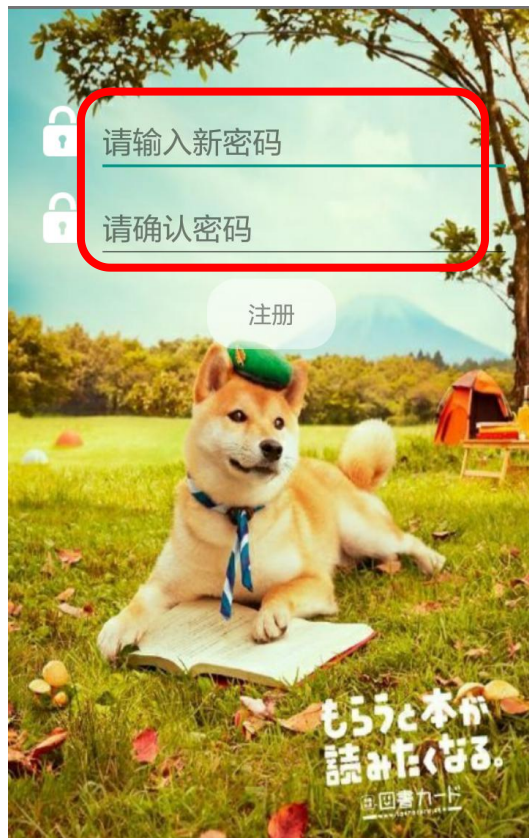 请输入新密码
请确认密码
注册
もらうと本が
読みたくなる。
図書カード